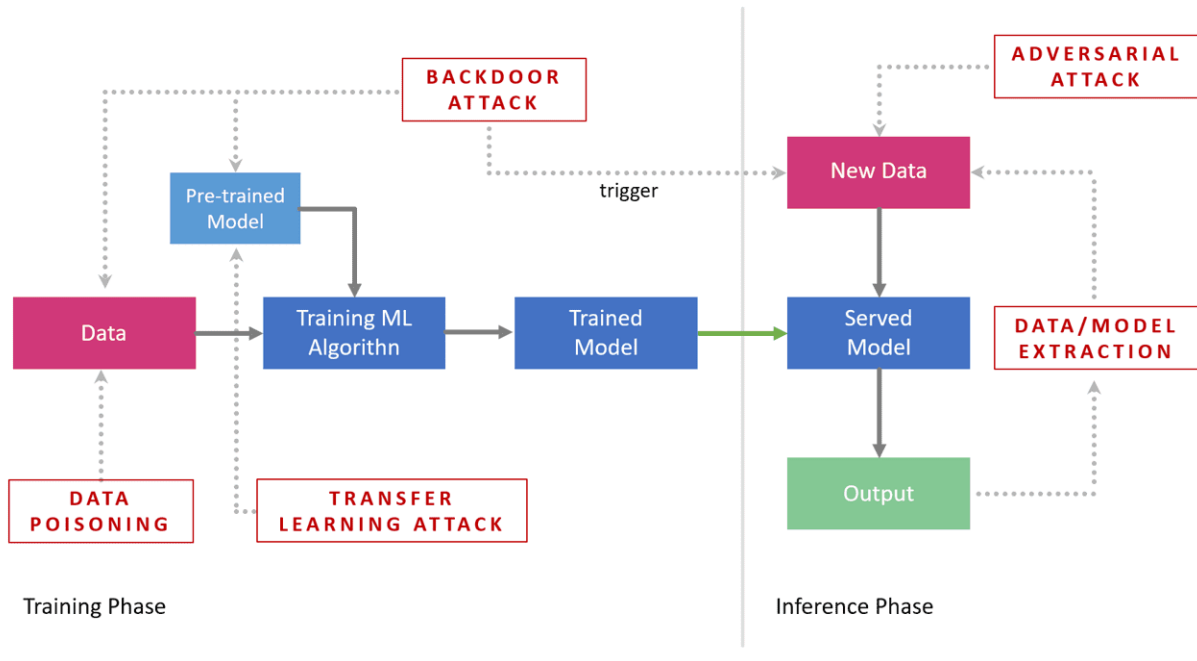 BACKDOOR
ATTACK
ADVERSARIAL
ATTACK
Pre-trained
Model
trigger
New Data
Data
Training ML
Algorithn
Trained
Model
Served
Model
DATA/MODEL
EXTRACTION
DATA
POISONING
TRANSFER
LEARNING ATTACK
Output
Training Phase
Inference Phase